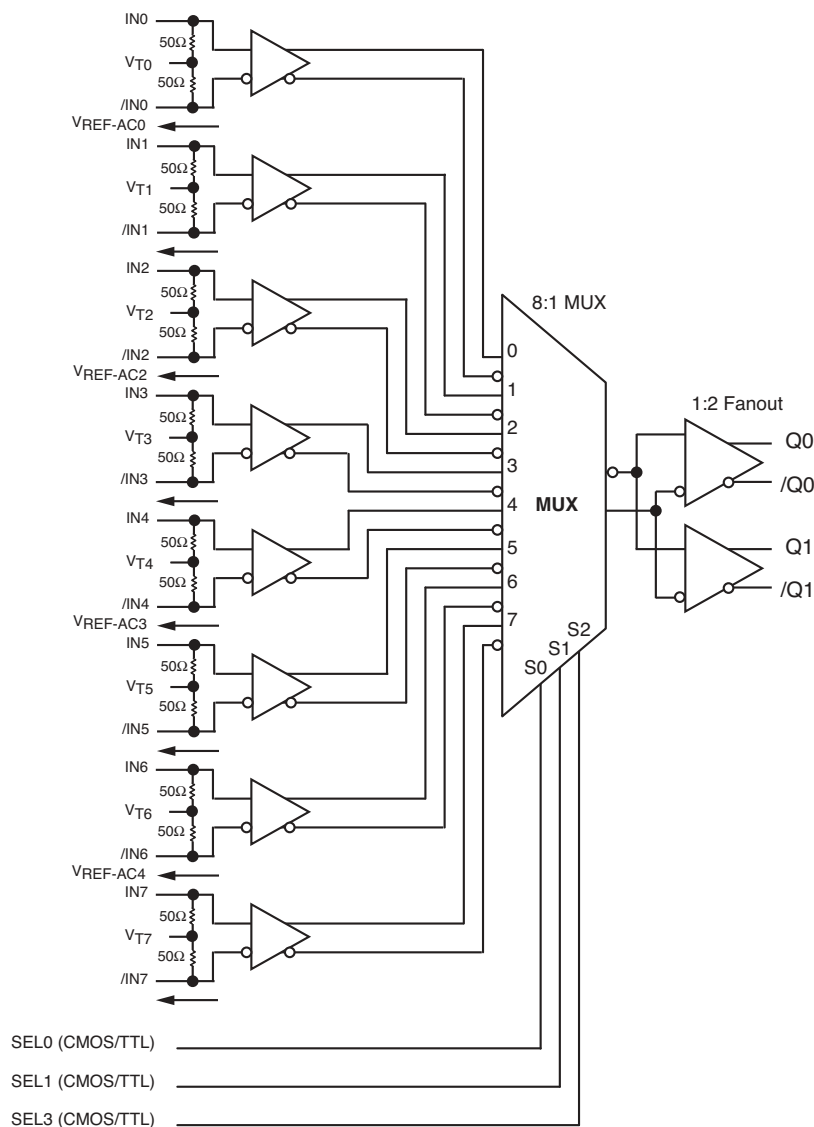 IN0
50Ω
VT0
50Ω
/IN0
VREF-AC0
IN1
50Ω
VT1
50Ω
/IN1
IN2
50Ω
VT2
50Ω
/IN2
VREF-AC2
IN3
50Ω
VT3
50Ω
/IN3
IN4
50Ω
VT4
50Ω
/IN4
VREF-AC3
IN5
50Ω
VT5
50Ω
/IN5
IN6
50Ω
VT6
50Ω
/IN6
VREF-AC4
IN7
50Ω
VT7
50Ω
/IN7
8:1 MUX
0
1
2
3
4
5
6
7
MUX
S0
S1
S2
1:2 Fanout
Q0
/Q0
Q1
/Q1
SEL0 (CMOS/TTL)
SEL1 (CMOS/TTL)
SEL3 (CMOS/TTL)